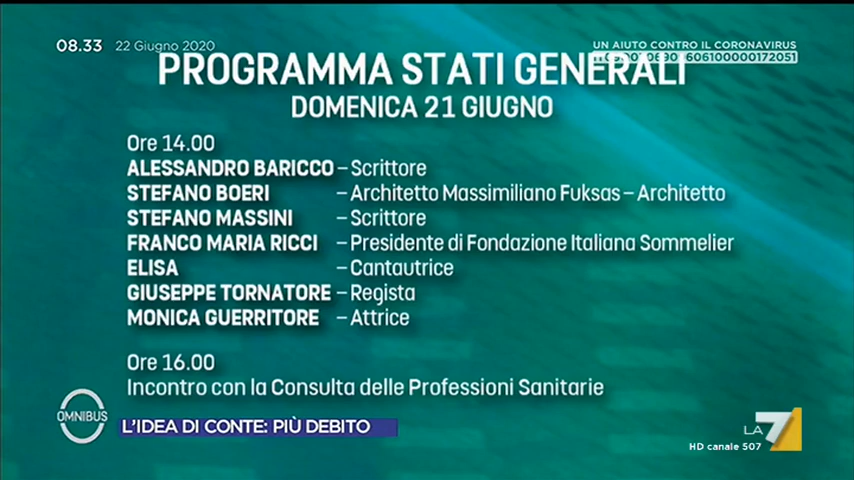 08.33 22 Giugno 2020
UN AIUTO CONTRO IL CORONAVIRUS
PROGRAMMA STATI GENERALI
DOMENICA 21 GIUGNO
Ore 14.00
ALESSANDRO BARICCO – Scrittore
STEFANO BOERI – Architetto Massimiliano Fuksas – Architetto
STEFANO MASSINI – Scrittore
FRANCO MARIA RICCI – Presidente di Fondazione Italiana Sommelier
ELISA – Cantautrice
GIUSEPPE TORNATORE – Regista
MONICA GUERRITORE – Attrice
Ore 16.00
Incontro con la Consulta delle Professioni Sanitarie
OMNIBUS
L'IDEA DI CONTE: PIÙ DEBITO
LA 7
HD canale 507